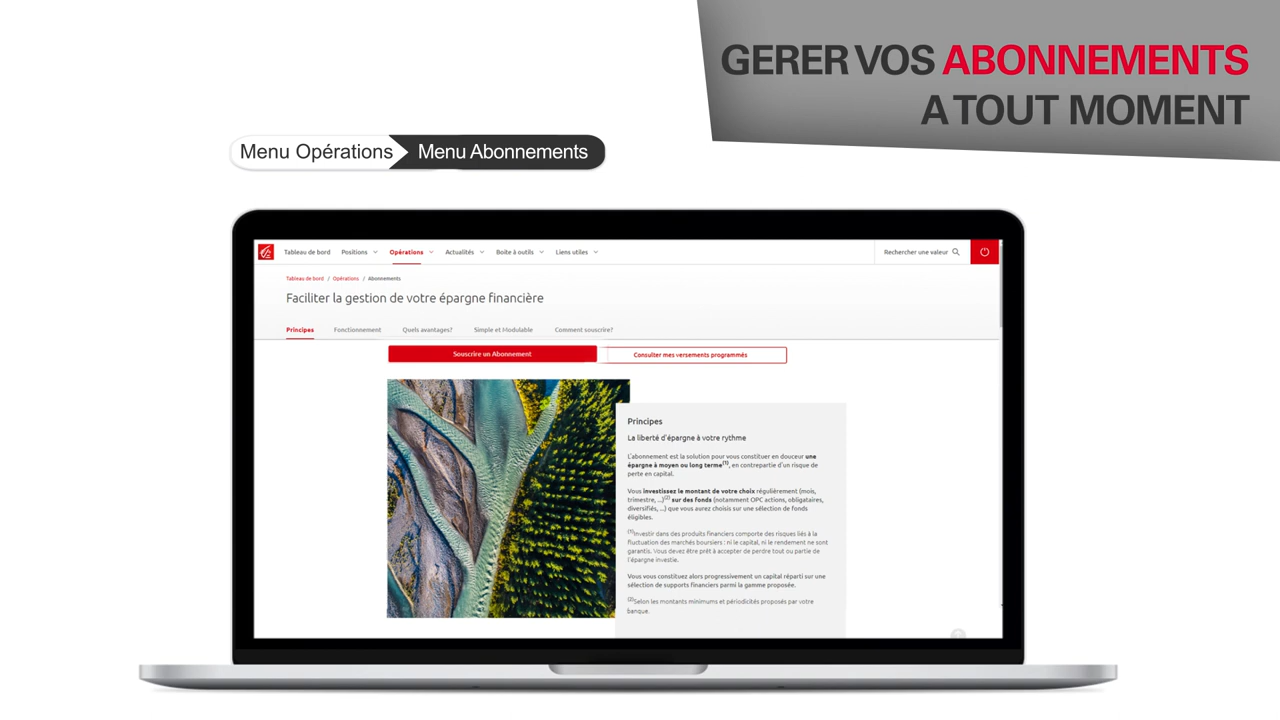 GERER VOS ABONNEMENTS
A TOUT MOMENT
Menu Opérations Menu Abonnements
Tableau de bord Positions Opérations Actualités Boite à outils Liens utiles Rechercher une valeur
Tableau de bord / Opérations / Abonnements
Faciliter la gestion de votre épargne financière
Principes Fonctionnement Quels avantages? Simple et Modulable Comment souscrire?
Souscrire un Abonnement Consulter mes versements programmés
Principes
La liberté d'épargne à votre rythme
L'abonnement est la solution pour vous constituer en douceur une
épargne à moyen ou long terme(1), en contrepartie d'un risque de
perte en capital.
Vous investissez le montant de votre choix régulièrement (mois,
trimestre, ...)(2) sur des fonds (notamment OPC actions, obligataires,
diversifiés, ...) que vous aurez choisis sur une sélection de fonds
éligibles.
(1)Investir dans des produits financiers comporte des risques liés à la
fluctuation des marchés boursiers : ni le capital, ni le rendement ne sont
garantis. Vous devez être prêt à accepter de perdre tout ou partie de
l'épargne investie.
Vous vous constituez alors progressivement un capital réparti sur une
sélection de supports financiers parmi la gamme proposée.
(2)Selon les montants minimums et périodicités proposés par votre
banque.